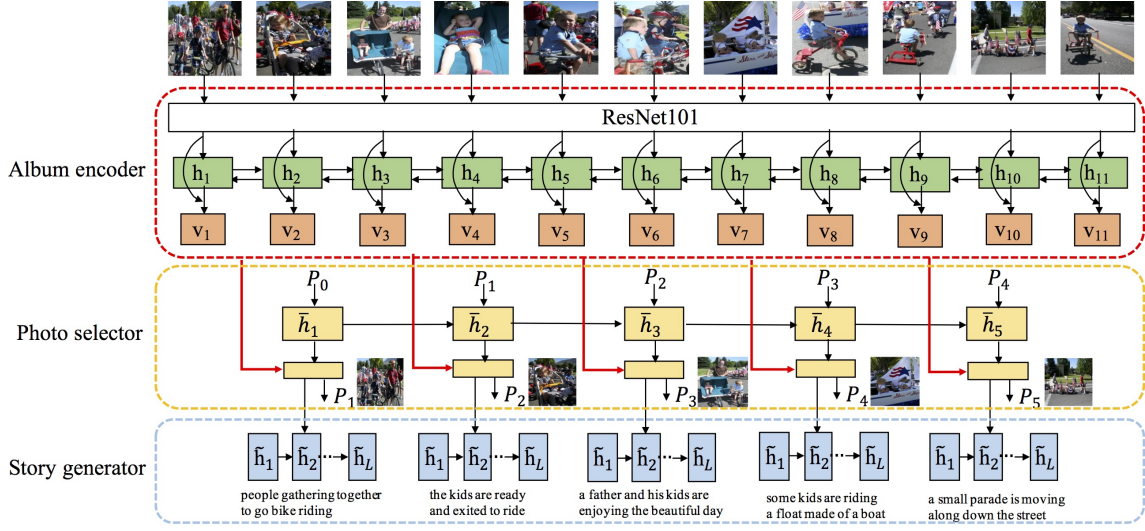 ResNet101
Album encoder
h1 h2 h3 h4 h5 h6 h7 h8 h9 h10 h11
v1 v2 v3 v4 v5 v6 v7 v8 v9 v10 v11
P0 P1 P2 P3 P4
Photo selector
h̄1 h̄2 h̄3 h̄4 h̄5
P1 P2 P3 P4 P5
Story generator
h̃1 h̃2 ... h̃L h̃1 h̃2 ... h̃L h̃1 h̃2 ... h̃L h̃1 h̃2 ... h̃L h̃1 h̃2 ... h̃L
people gathering together
to go bike riding
the kids are ready
and exited to ride
a father and his kids are
enjoying the beautiful day
some kids are riding
a float made of a boat
a small parade is moving
along down the street